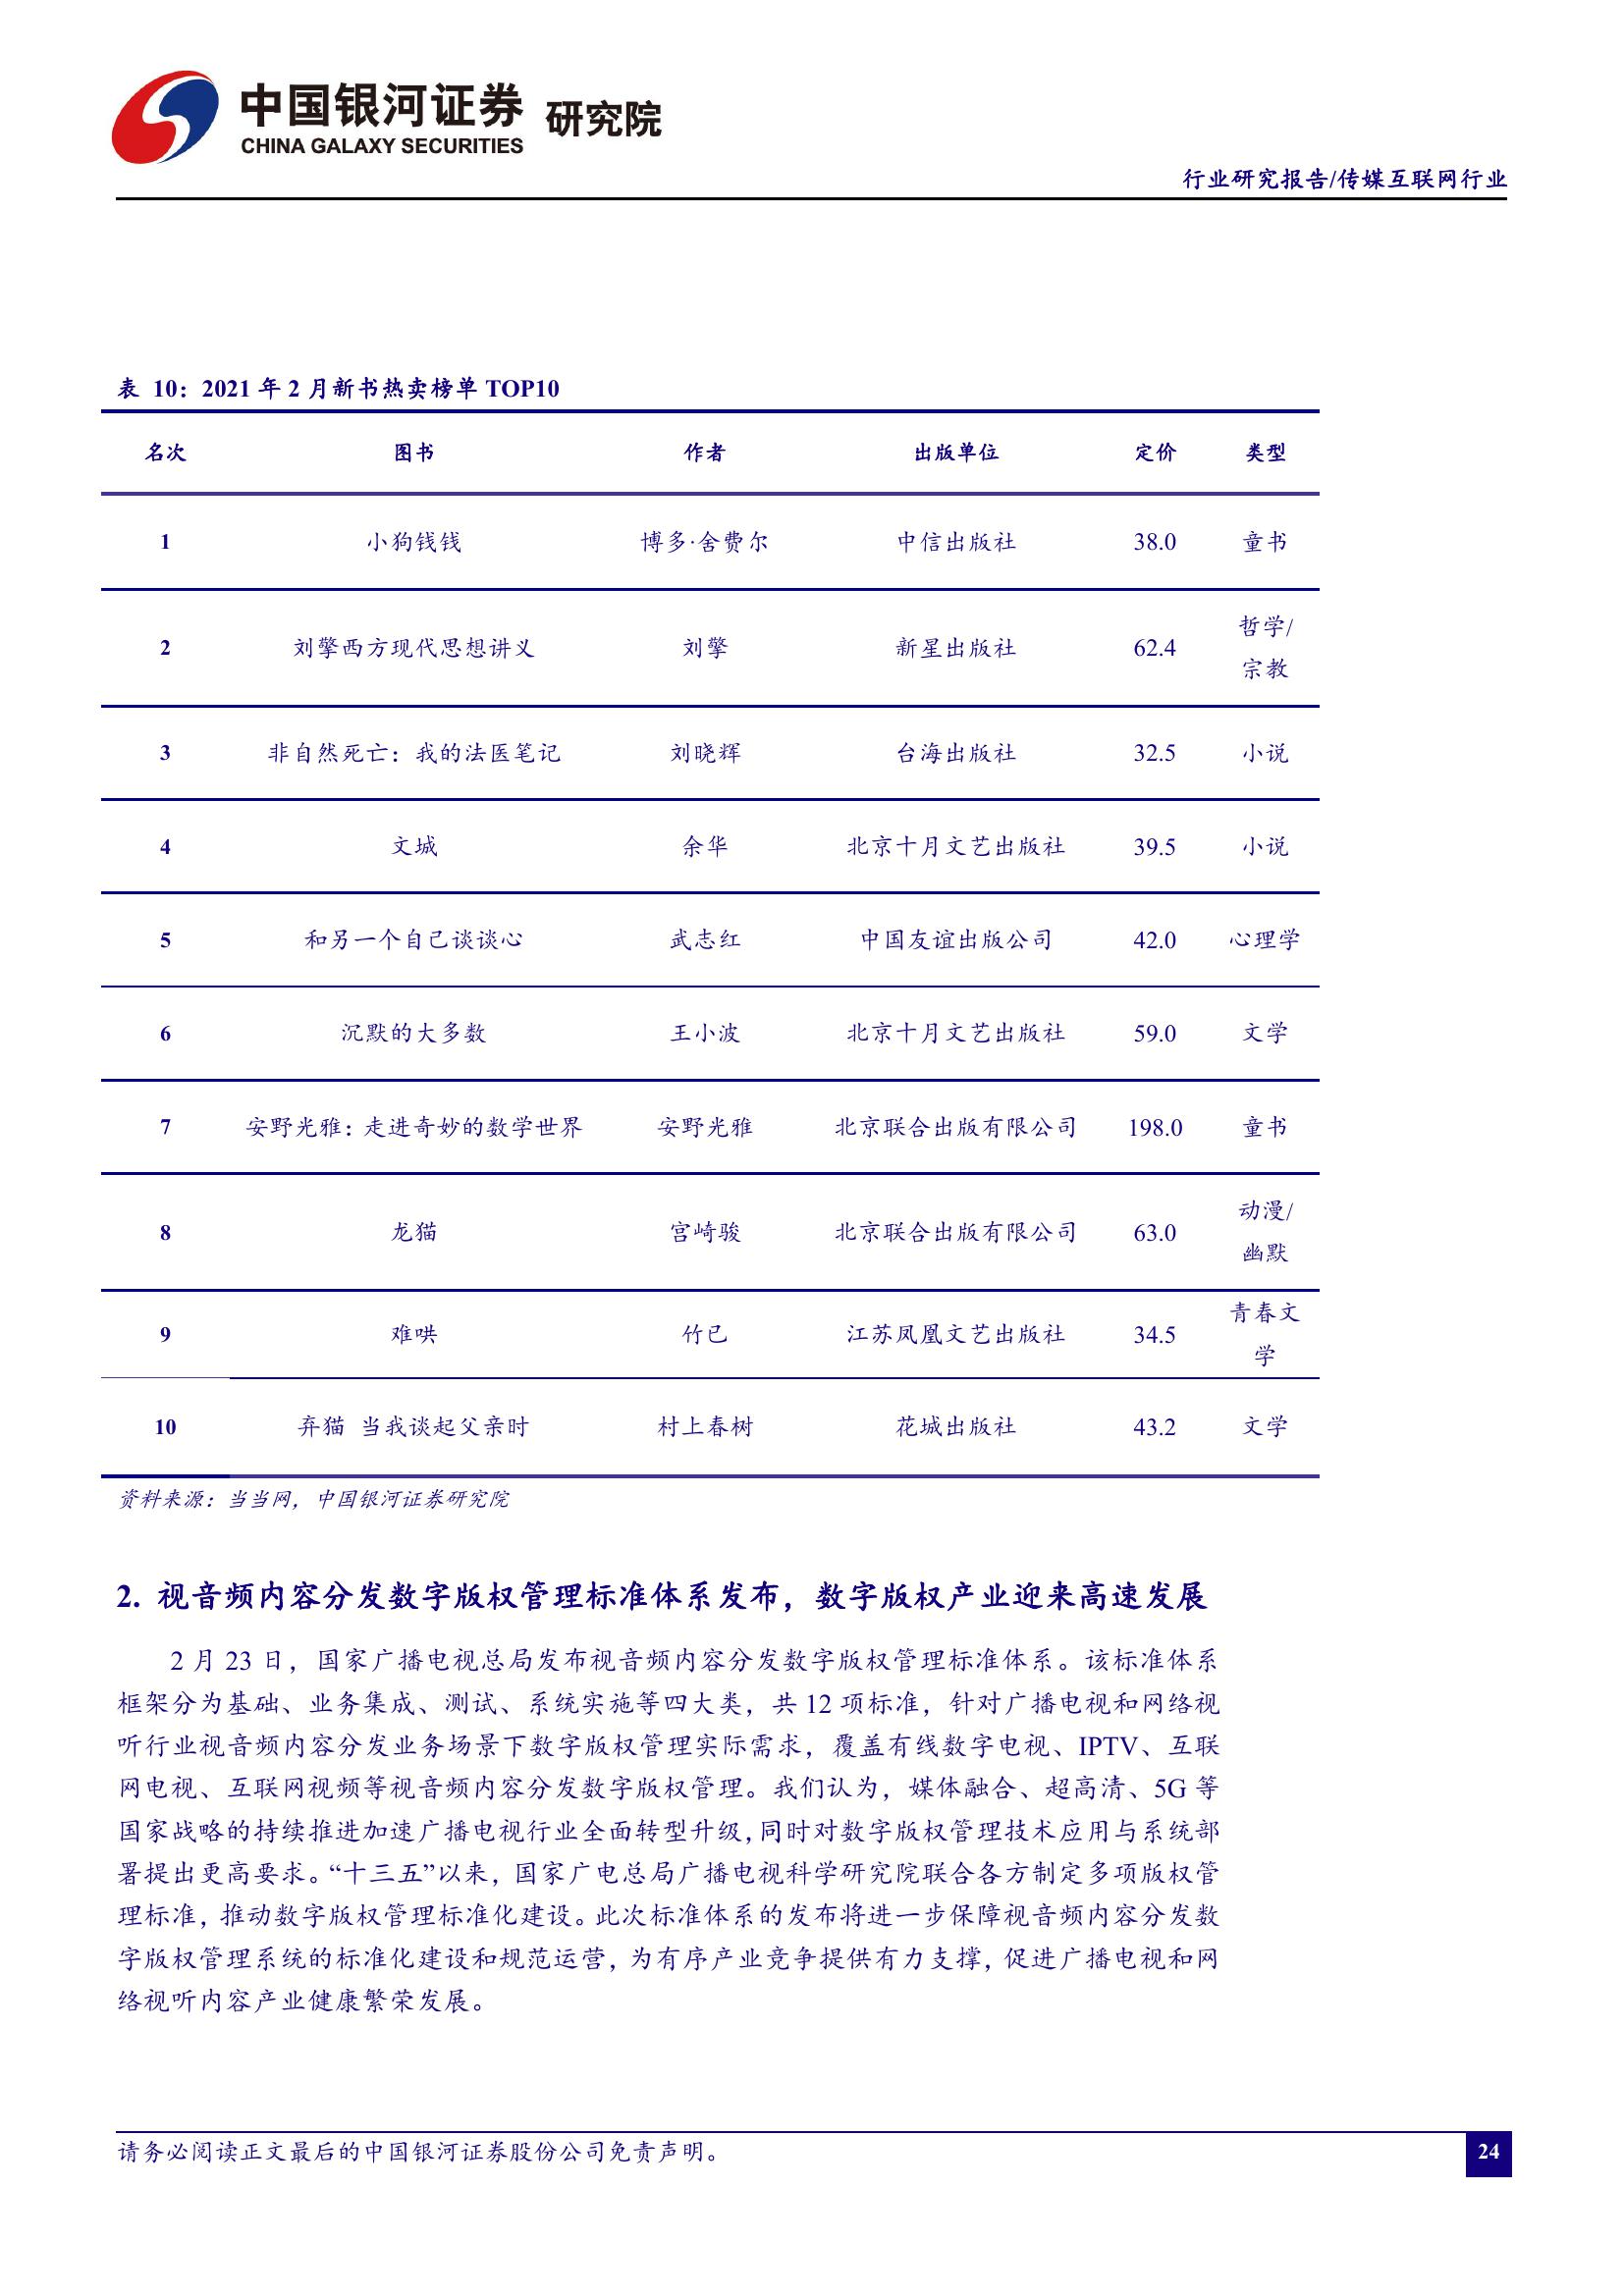 中国银河证券 研究院
CHINA GALAXY SECURITIES
行业研究报告/传媒互联网行业
表 10：2021 年 2 月新书热卖榜单 TOP10
名次 图书 作者 出版单位 定价 类型
1 小狗钱钱 博多·舍费尔 中信出版社 38.0 童书
2 刘擎西方现代思想讲义 刘擎 新星出版社 62.4 哲学/
宗教
3 非自然死亡：我的法医笔记 刘晓辉 台海出版社 32.5 小说
4 文城 余华 北京十月文艺出版社 39.5 小说
5 和另一个自己谈谈心 武志红 中国友谊出版公司 42.0 心理学
6 沉默的大多数 王小波 北京十月文艺出版社 59.0 文学
7 安野光雅：走进奇妙的数学世界 安野光雅 北京联合出版有限公司 198.0 童书
8 龙猫 宫崎骏 北京联合出版有限公司 63.0 动漫/
幽默
9 难哄 竹已 江苏凤凰文艺出版社 34.5 青春文
学
10 弃猫 当我谈起父亲时 村上春树 花城出版社 43.2 文学
资料来源：当当网，中国银河证券研究院
2. 视音频内容分发数字版权管理标准体系发布，数字版权产业迎来高速发展
2 月 23 日，国家广播电视总局发布视音频内容分发数字版权管理标准体系。该标准体系
框架分为基础、业务集成、测试、系统实施等四大类，共 12 项标准，针对广播电视和网络视
听行业视音频内容分发业务场景下数字版权管理实际需求，覆盖有线数字电视、IPTV、互联
网电视、互联网视频等视音频内容分发数字版权管理。我们认为，媒体融合、超高清、5G 等
国家战略的持续推进加速广播电视行业全面转型升级，同时对数字版权管理技术应用与系统部
署提出更高要求。“十三五”以来，国家广电总局广播电视科学研究院联合各方制定多项版权管
理标准，推动数字版权管理标准化建设。此次标准体系的发布将进一步保障视音频内容分发数
字版权管理系统的标准化建设和规范运营，为有序产业竞争提供有力支撑，促进广播电视和网
络视听内容产业健康繁荣发展。
请务必阅读正文最后的中国银河证券股份公司免责声明。
24